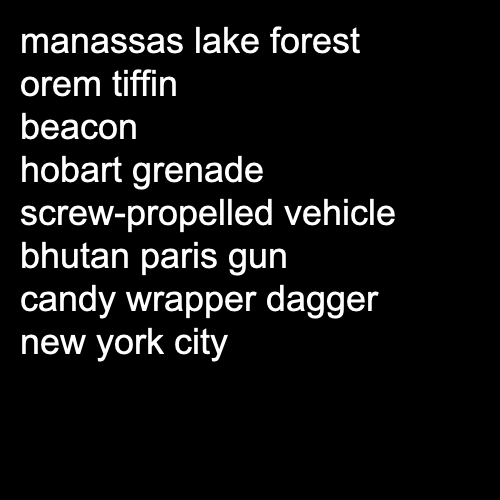 manassas lake forest
orem tiffin
beacon
hobart grenade
screw-propelled vehicle
bhutan paris gun
candy wrapper dagger
new york city